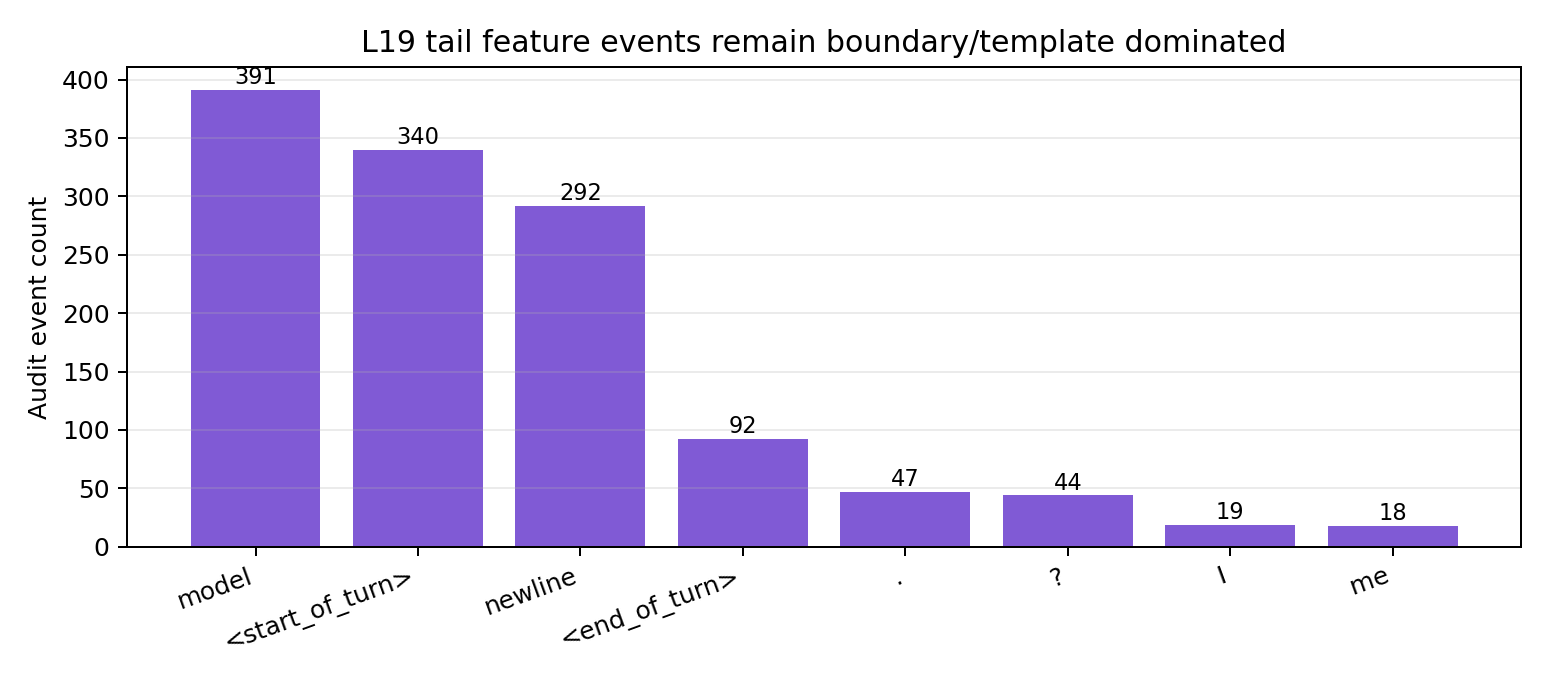 L19 tail feature events remain boundary/template dominated
Audit event count
400
350
300
250
200
150
100
50
0
391
340
292
92
47
44
19
18
model
<start_of_turn>
newline
<end_of_turn>
.
?
I
me